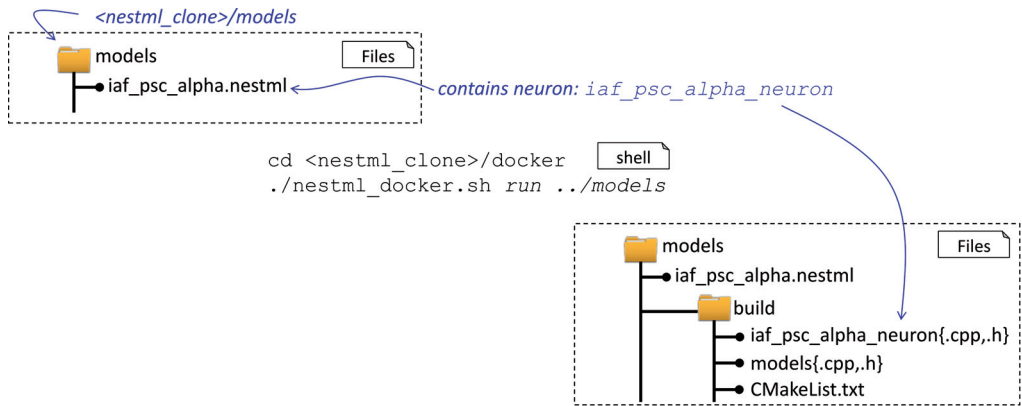 <nestml_clone>/models
models
Files
iaf_psc_alpha.nestml
contains neuron: iaf_psc_alpha_neuron
cd <nestml_clone>/docker
shell
./nestml_docker.sh run ../models
models
Files
iaf_psc_alpha.nestml
build
iaf_psc_alpha_neuron{.cpp,.h}
models{.cpp,.h}
CMakeList.txt